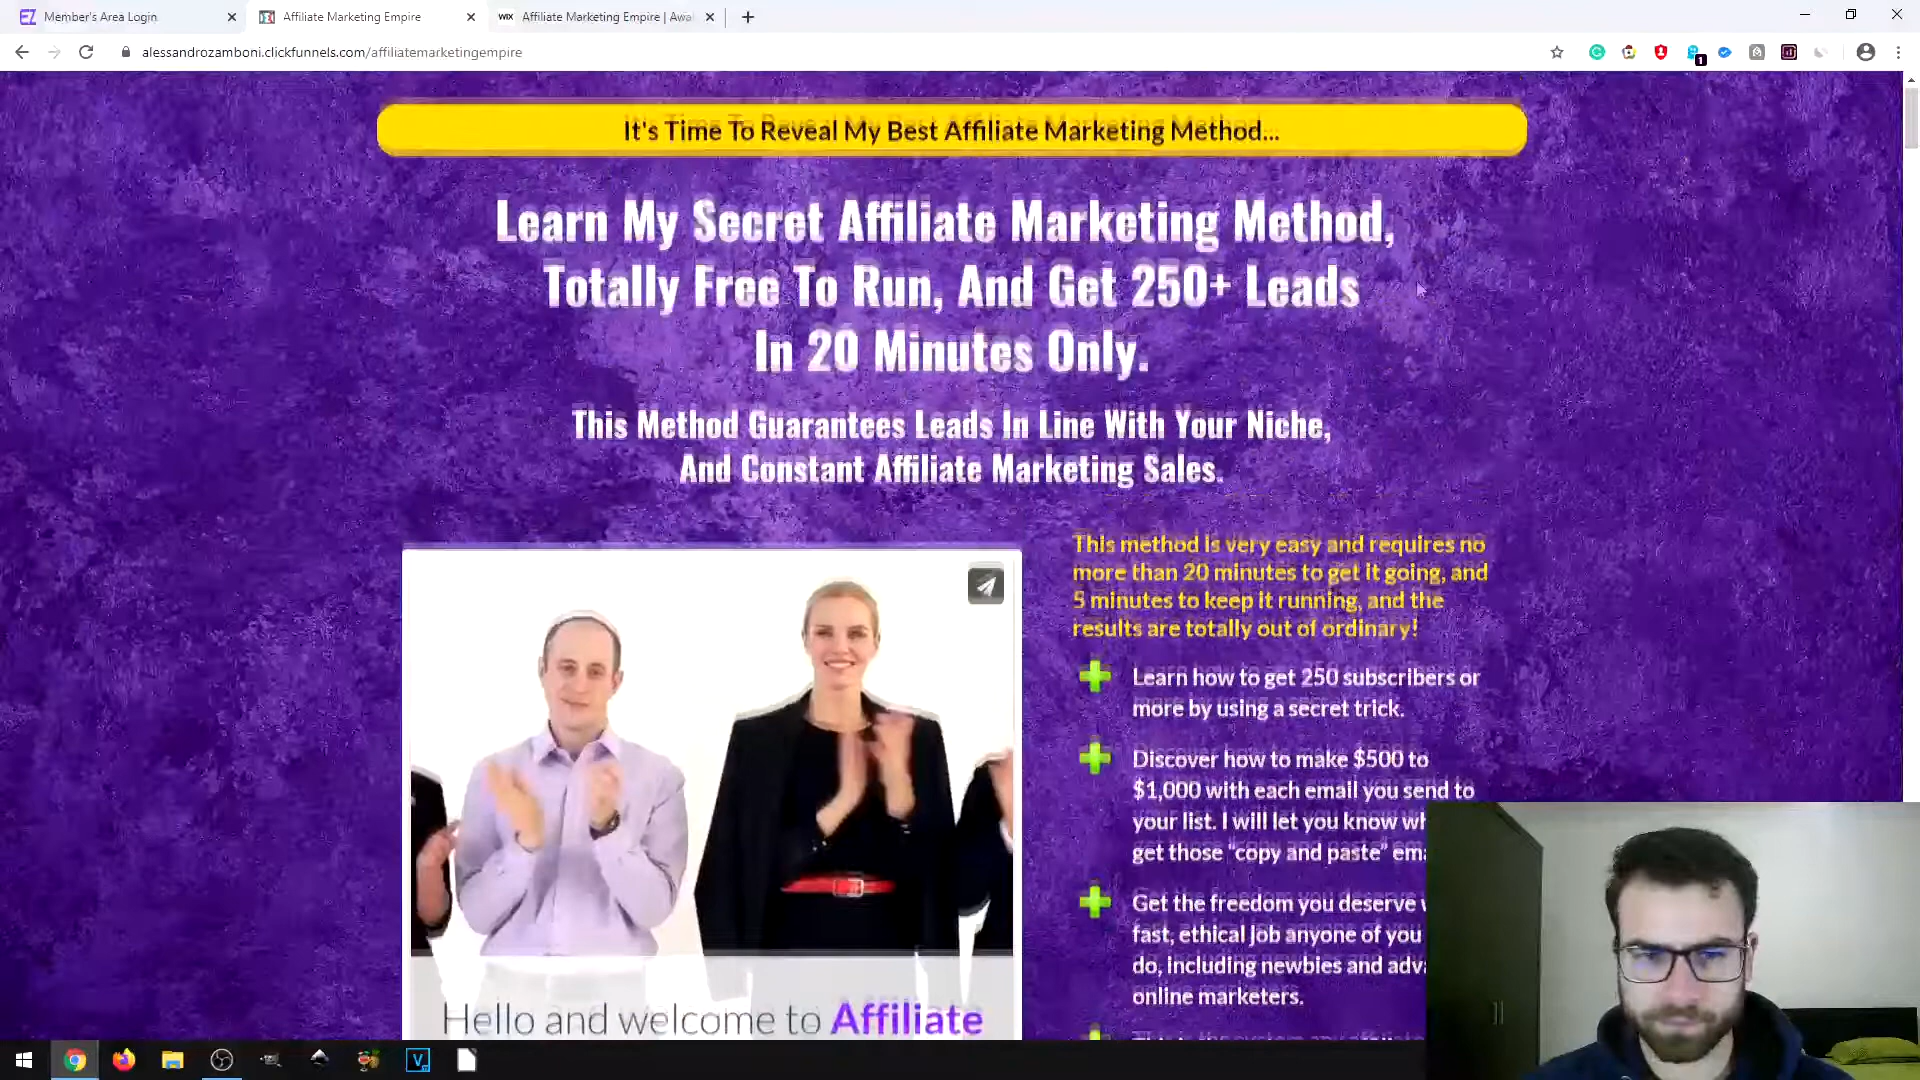 Member's Area Login
Affiliate Marketing Empire
WIX Affiliate Marketing Empire | Awa
alessandrozamboni.clickfunnels.com/affiliatemarketingempire
1
It's Time To Reveal My Best Affiliate Marketing Method...
Learn My Secret Affiliate Marketing Method,
Totally Free To Run, And Get 250+ Leads
In 20 Minutes Only.
This Method Guarantees Leads In Line With Your Niche,
And Constant Affiliate Marketing Sales.
This method is very easy and requires no
more than 20 minutes to get it going, and
5 minutes to keep it running, and the
results are totally out of ordinary!
Learn how to get 250 subscribers or
more by using a secret trick.
Discover how to make $500 to
$1,000 with each email you send to
your list. I will let you know wh
get those "copy and paste" ema
Get the freedom you deserve w
fast, ethical job anyone of you
do, including newbies and adva
online marketers.
Hello and welcome to Affiliate